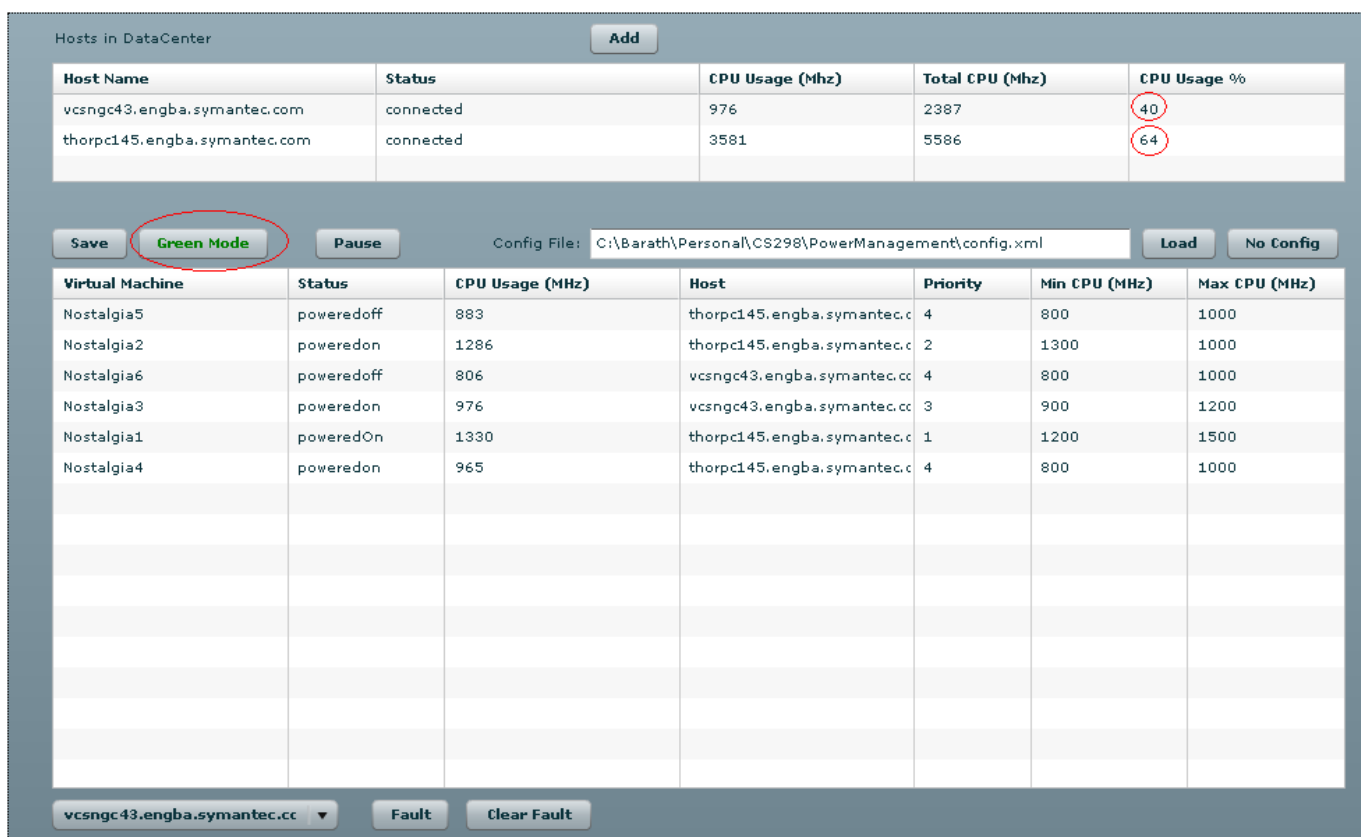 Hosts in DataCenter Add
Host Name Status CPU Usage (Mhz) Total CPU (Mhz) CPU Usage %
vcsngc43.engba.symantec.com connected 976 2387 40
thorpc145.engba.symantec.com connected 3581 5586 64
Save Green Mode Pause Config File: C:\Barath\Personal\CS298\PowerManagement\config.xml Load No Config
Virtual Machine Status CPU Usage (MHz) Host Priority Min CPU (MHz) Max CPU (MHz)
Nostalgia5 poweredoff 883 thorpc145.engba.symantec.c 4 800 1000
Nostalgia2 poweredon 1286 thorpc145.engba.symantec.c 2 1300 1000
Nostalgia6 poweredoff 806 vcsngc43.engba.symantec.cc 4 800 1000
Nostalgia3 poweredon 976 vcsngc43.engba.symantec.cc 3 900 1200
Nostalgia1 poweredOn 1330 thorpc145.engba.symantec.c 1 1200 1500
Nostalgia4 poweredon 965 thorpc145.engba.symantec.c 4 800 1000
vcsngc43.engba.symantec.cc Fault Clear Fault